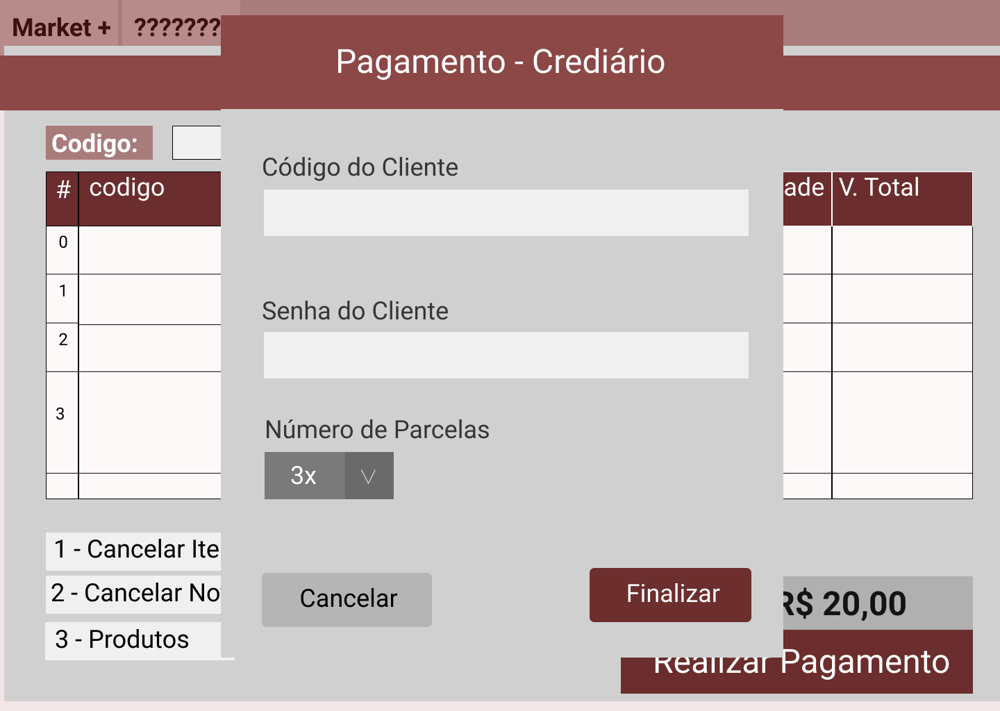 Market +
???????
Pagamento - Crediário
Codigo:
# codigo
ade V. Total
0
1
2
3
Código do Cliente
Senha do Cliente
Número de Parcelas
3x
1 - Cancelar Ite
2 - Cancelar No
3 - Produtos
Cancelar
Finalizar
R$ 20,00
Realizar Pagamento